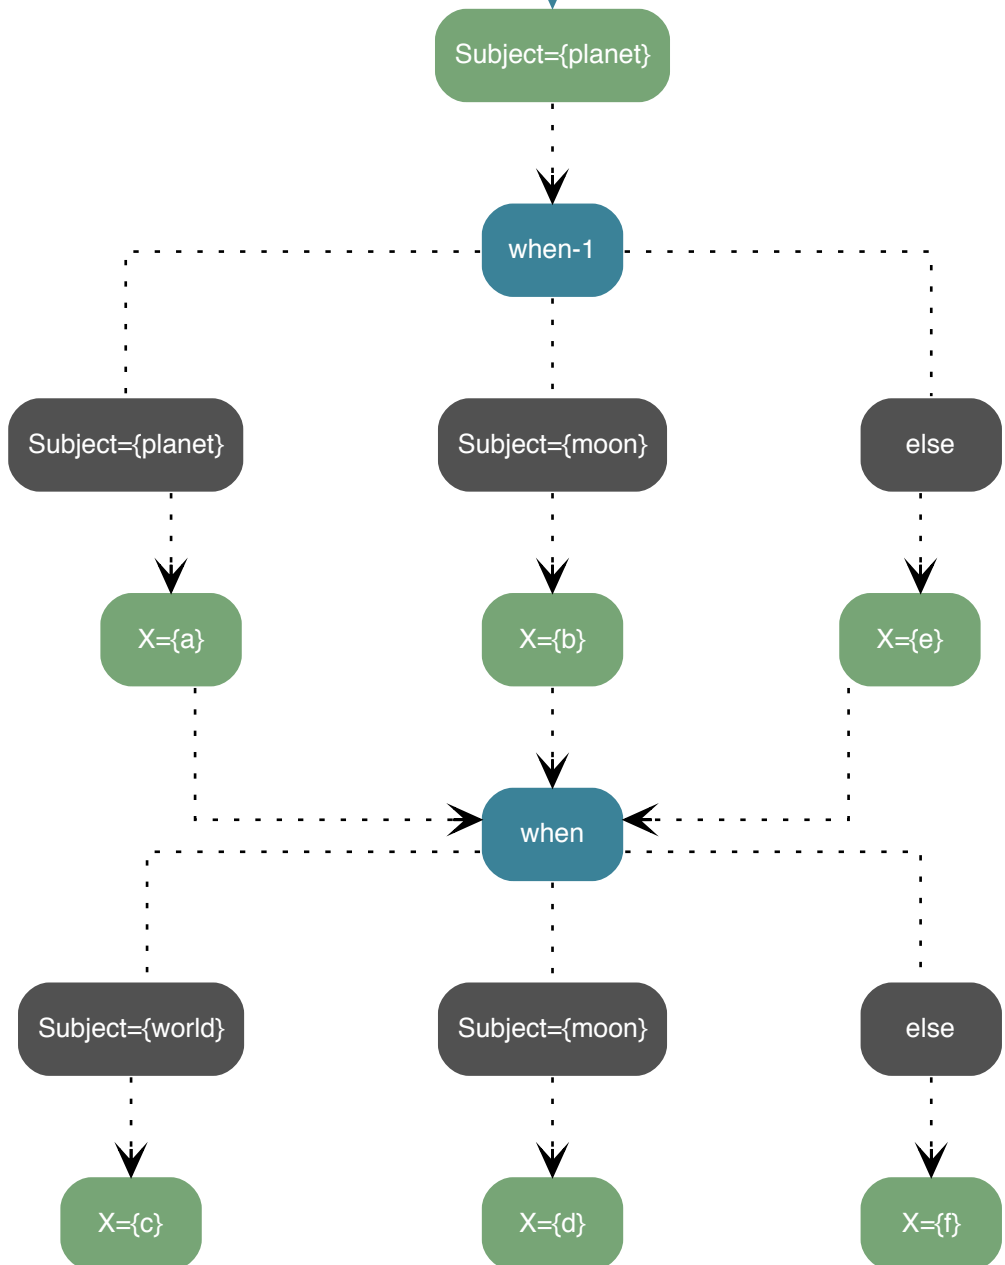 Subject={planet}
when-1
Subject={planet}
Subject={moon}
else
X={a}
X={b}
X={e}
when
Subject={world}
Subject={moon}
else
X={c}
X={d}
X={f}